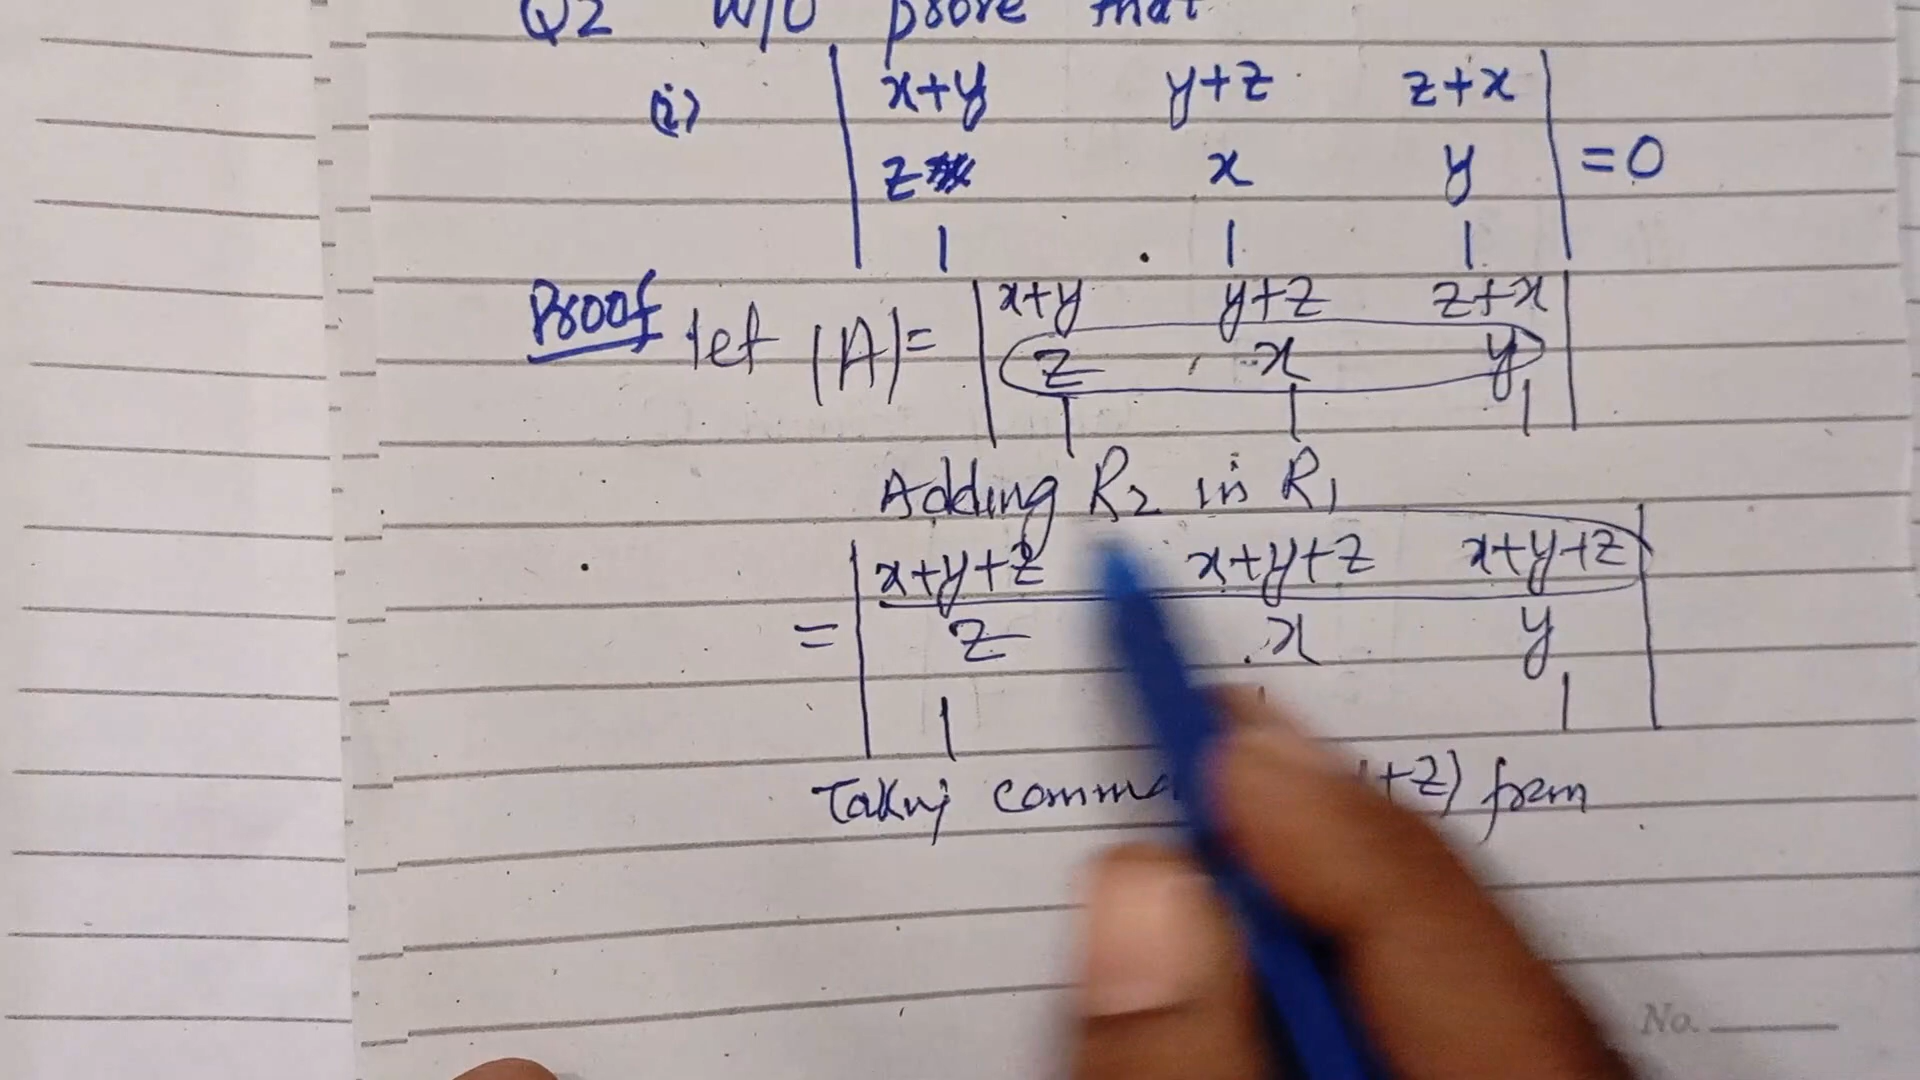 Q2 W/O prove that
(i) | x+y y+z z+x |
| z x y | = 0
| 1 1 1 |
Proof let |A| = | x+y y+z z+x |
| z x y |
| 1 1 1 |
Adding R2 in R1
| x+y+z x+y+z x+y+z |
= | z x y |
| 1 1 |
Taking +z) from
No.